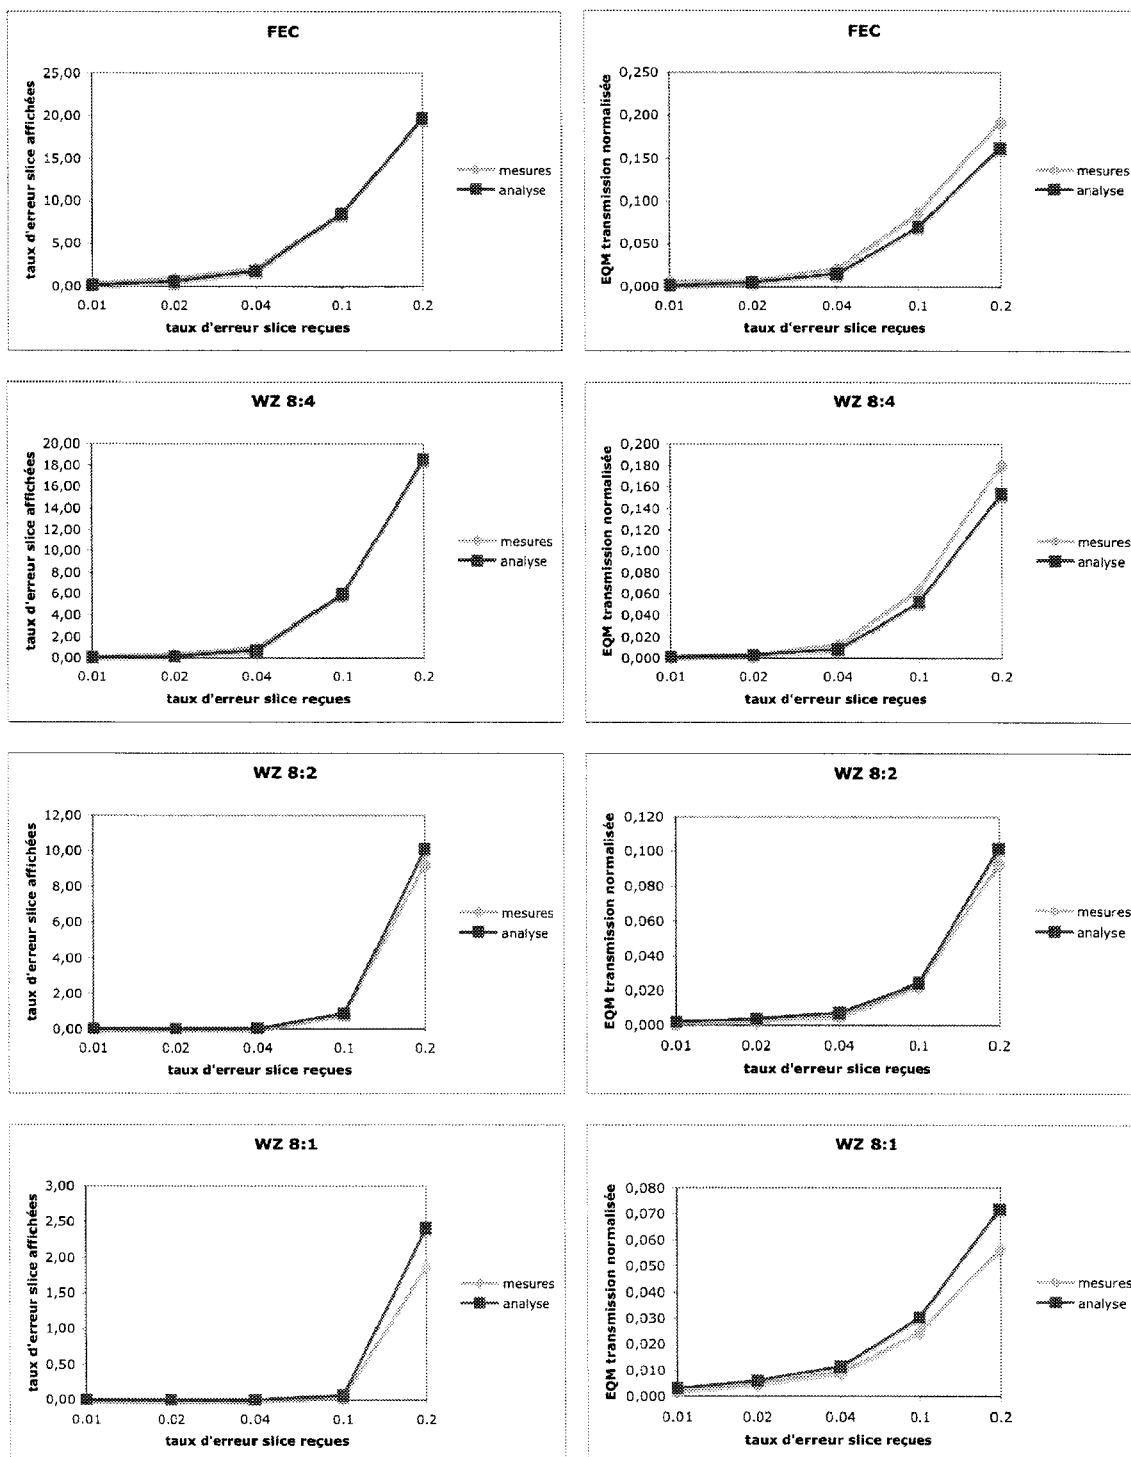 FEC
taux d'erreur slice affichées
25,00
20,00
15,00
10,00
5,00
0,00
0.01 0.02 0.04 0.1 0.2
taux d'erreur slice reçues
mesures
analyse
FEC
EQM transmission normalisée
0,250
0,200
0,150
0,100
0,050
0,000
0.01 0.02 0.04 0.1 0.2
taux d'erreur slice reçues
mesures
analyse
WZ 8:4
taux d'erreur slice affichées
20,00
18,00
16,00
14,00
12,00
10,00
8,00
6,00
4,00
2,00
0,00
0.01 0.02 0.04 0.1 0.2
taux d'erreur slice reçues
mesures
analyse
WZ 8:4
EQM transmission normalisée
0,200
0,180
0,160
0,140
0,120
0,100
0,080
0,060
0,040
0,020
0,000
0.01 0.02 0.04 0.1 0.2
taux d'erreur slice reçues
mesures
analyse
WZ 8:2
taux d'erreur slice affichées
12,00
10,00
8,00
6,00
4,00
2,00
0,00
0.01 0.02 0.04 0.1 0.2
taux d'erreur slice reçues
mesures
analyse
WZ 8:2
EQM transmission normalisée
0,120
0,100
0,080
0,060
0,040
0,020
0,000
0.01 0.02 0.04 0.1 0.2
taux d'erreur slice reçues
mesures
analyse
WZ 8:1
taux d'erreur slice affichées
3,00
2,50
2,00
1,50
1,00
0,50
0,00
0.01 0.02 0.04 0.1 0.2
taux d'erreur slice reçues
mesures
analyse
WZ 8:1
EQM transmission normalisée
0,080
0,070
0,060
0,050
0,040
0,030
0,020
0,010
0,000
0.01 0.02 0.04 0.1 0.2
taux d'erreur slice reçues
mesures
analyse